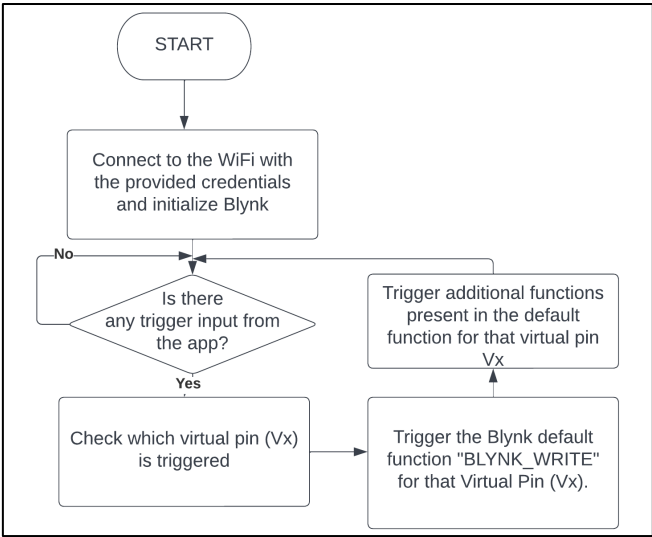 START
Connect to the WiFi with
the provided credentials
and initialize Blynk
No
Is there
any trigger input from
the app?
Yes
Check which virtual pin (Vx)
is triggered
Trigger the Blynk default
function "BLYNK_WRITE"
for that Virtual Pin (Vx).
Trigger additional functions
present in the default
function for that virtual pin
Vx